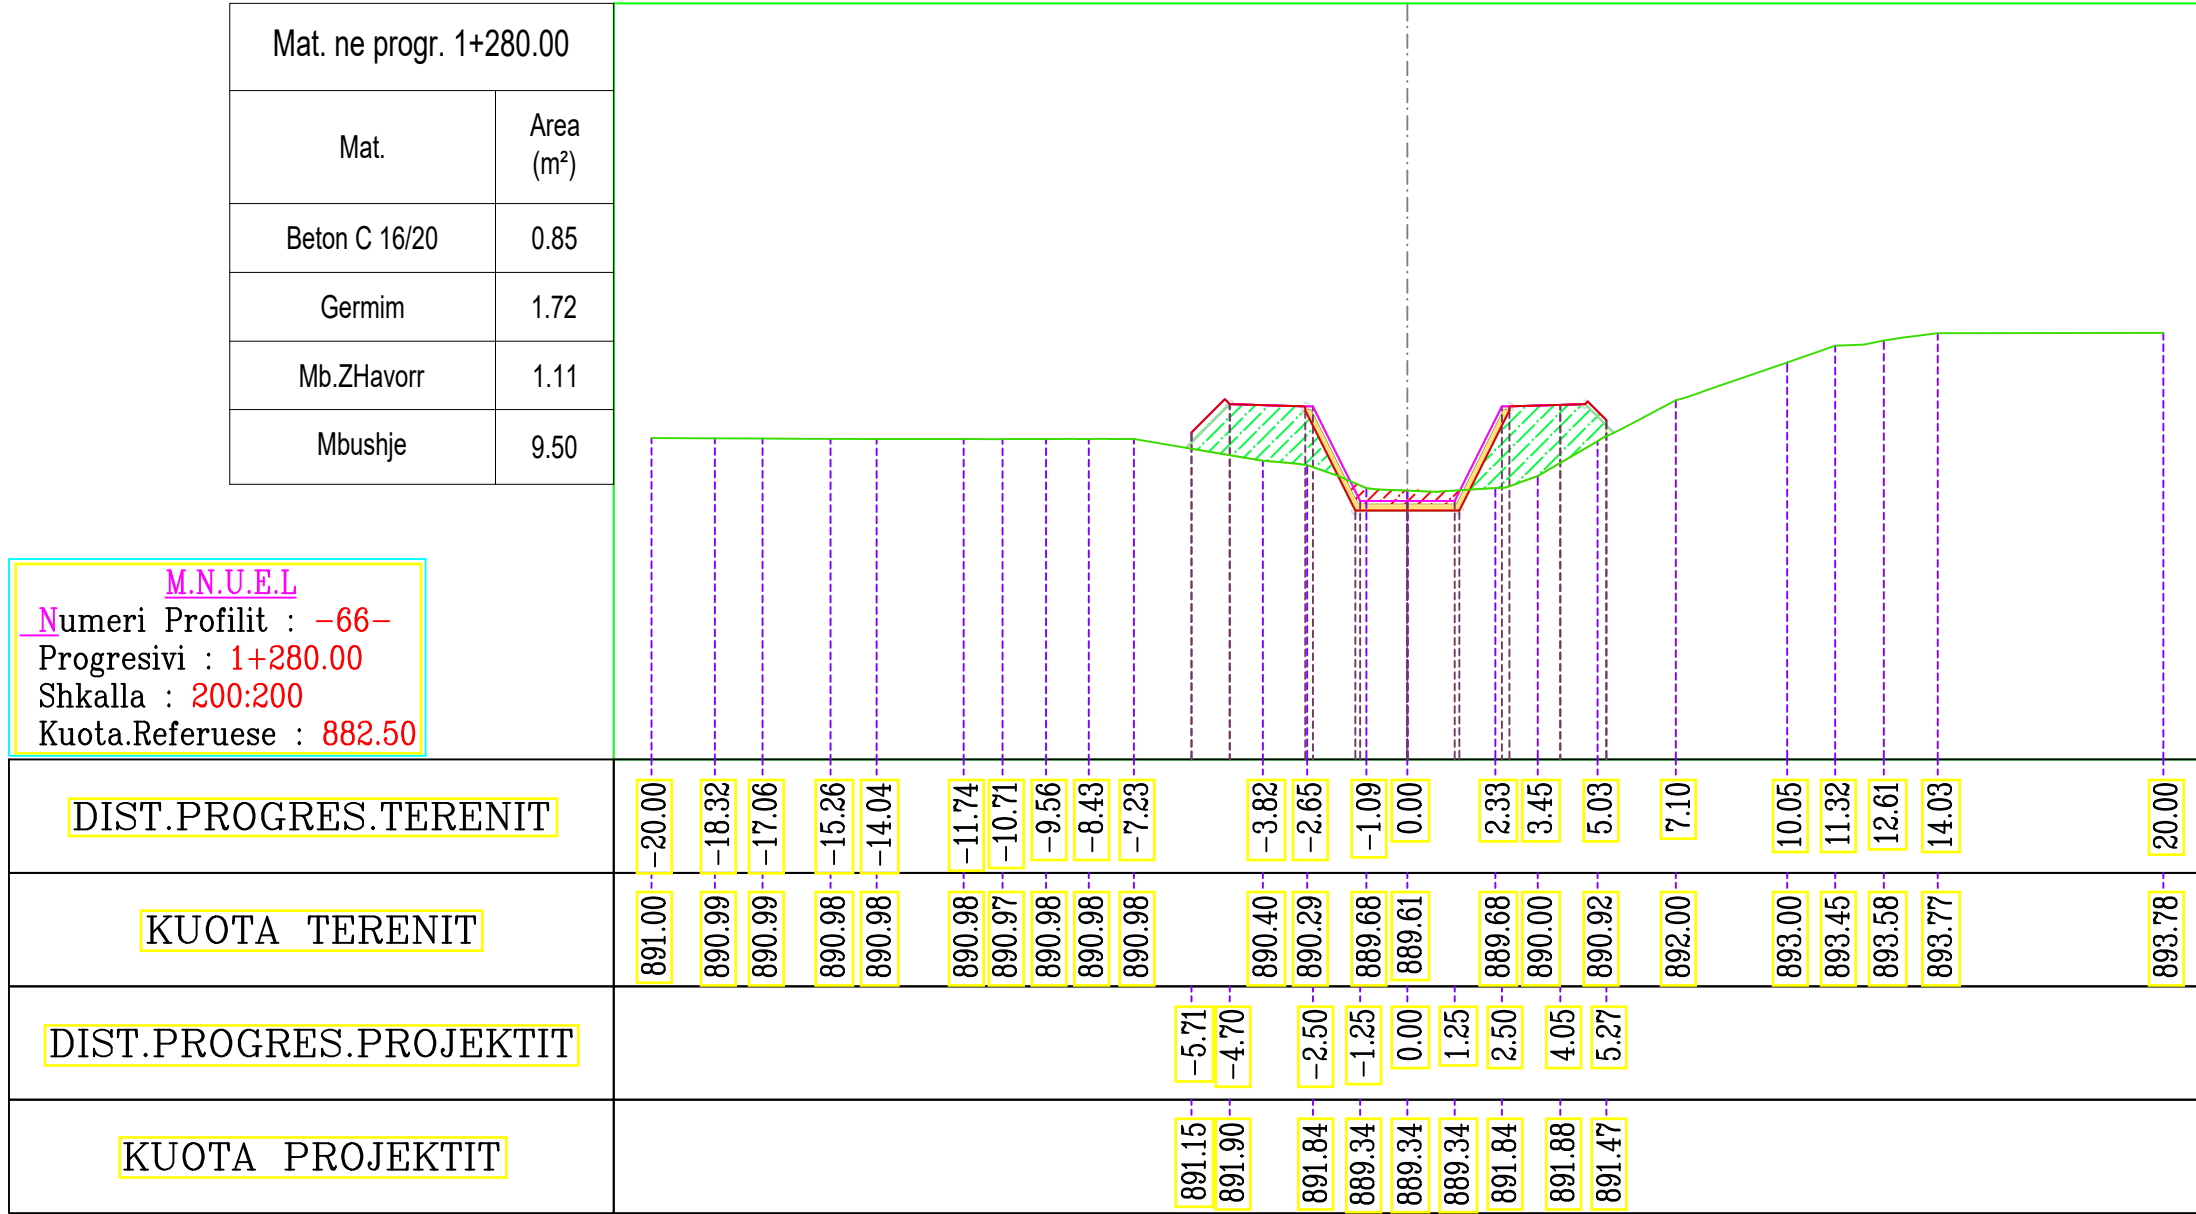 Mat. ne progr. 1+280.00
Mat. Area (m²)
Beton C 16/20 0.85
Germim 1.72
Mb.ZHavorr 1.11
Mbushje 9.50
M.N.U.E.L
Numeri Profilit : -66-
Progresivi : 1+280.00
Shkalla : 200:200
Kuota.Referuese : 882.50
DIST.PROGRES.TERENIT -20.00 -18.32 -17.06 -15.26 -14.04 -11.74 -10.71 -9.56 -8.43 -7.23 -3.82 -2.65 -1.09 0.00 2.33 3.45 5.03 7.10 10.05 11.32 12.61 14.03 20.00
KUOTA TERENIT 891.00 890.99 890.99 890.98 890.98 890.98 890.97 890.98 890.98 890.98 890.40 890.29 889.68 889.61 889.68 890.00 890.92 892.00 893.00 893.45 893.58 893.77 893.78
DIST.PROGRES.PROJEKTIT -5.71 -4.70 -2.50 -1.25 0.00 1.25 2.50 4.05 5.27
KUOTA PROJEKTIT 891.15 891.90 891.84 889.34 889.34 889.34 891.84 891.88 891.47